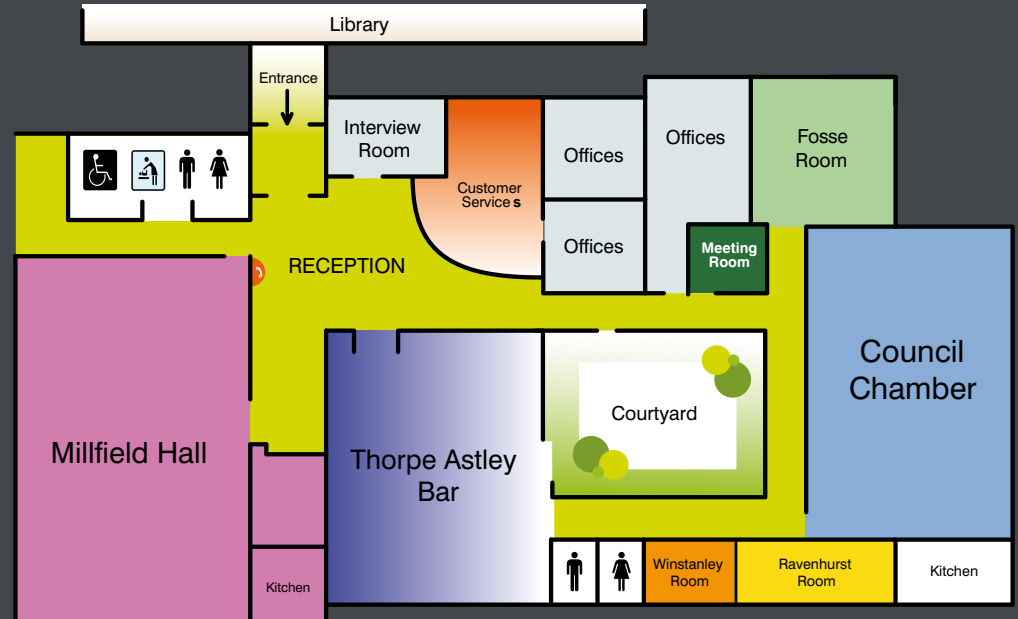 Library
Entrance
Interview
Room
Customer
Services
Offices
Offices
Offices
Fosse
Room
Meeting
Room
RECEPTION
Council
Chamber
Courtyard
Millfield Hall
Thorpe Astley
Bar
Kitchen
Winstanley
Room
Ravenhurst
Room
Kitchen